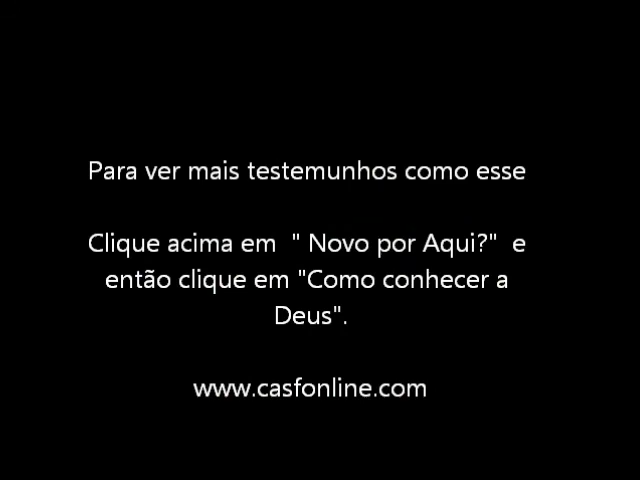 Para ver mais testemunhos como esse
Clique acima em " Novo por Aqui?" e
então clique em "Como conhecer a
Deus".
www.casfonline.com